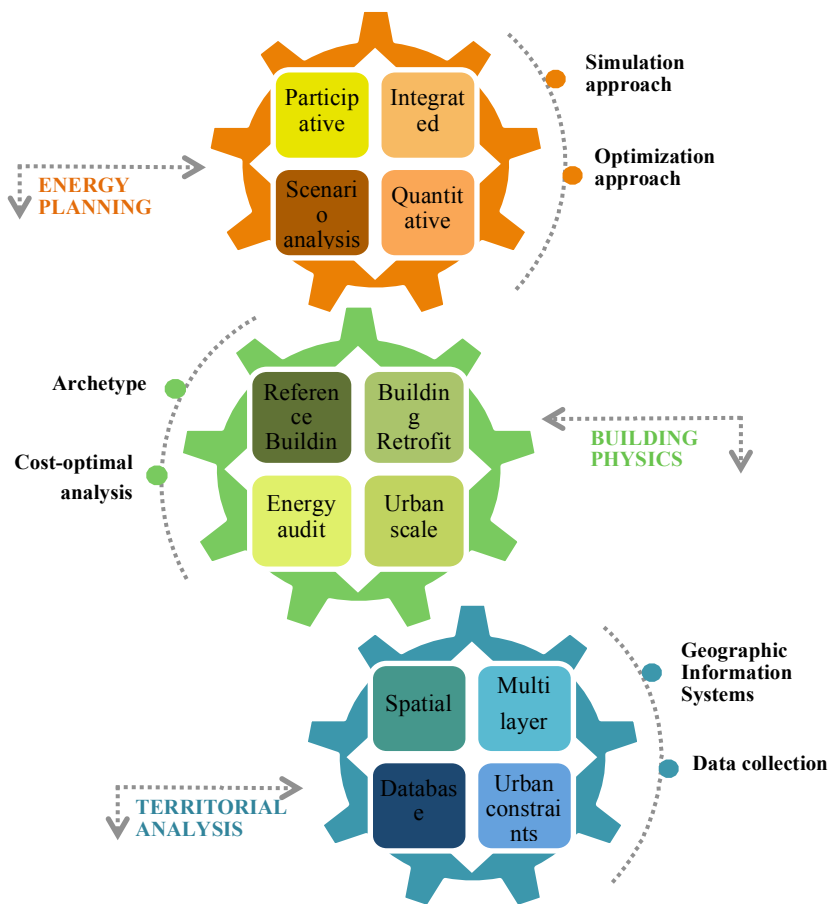 Particip
ative
Integrat
ed
Scenari
o
analysis
Quantit
ative
Simulation
approach
Optimization
approach
ENERGY
PLANNING
Archetype
Cost-optimal
analysis
Referen
ce
Buildin
Buildin
g
Retrofit
Energy
audit
Urban
scale
BUILDING
PHYSICS
Spatial
Multi
layer
Databas
e
Urban
constrai
nts
Geographic
Information
Systems
Data collection
TERRITORIAL
ANALYSIS